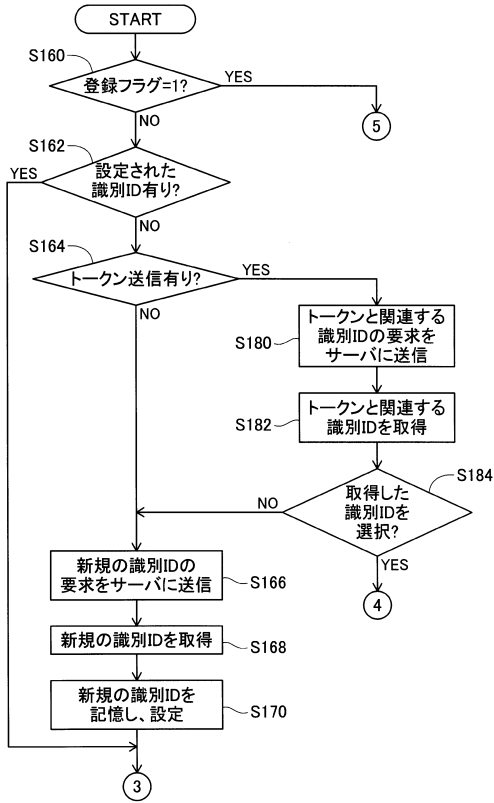 START
S160
登録フラグ=1?
YES
NO
5
S162
YES
設定された
識別ID有り?
NO
S164
トークン送信有り?
YES
NO
トークンと関連する
識別IDの要求を
サーバに送信
S180
トークンと関連する
識別IDを取得
S182
S184
取得した
識別IDを
選択?
NO
YES
4
新規の識別IDの
要求をサーバに送信
S166
新規の識別IDを取得
S168
新規の識別IDを
記憶し、設定
S170
3